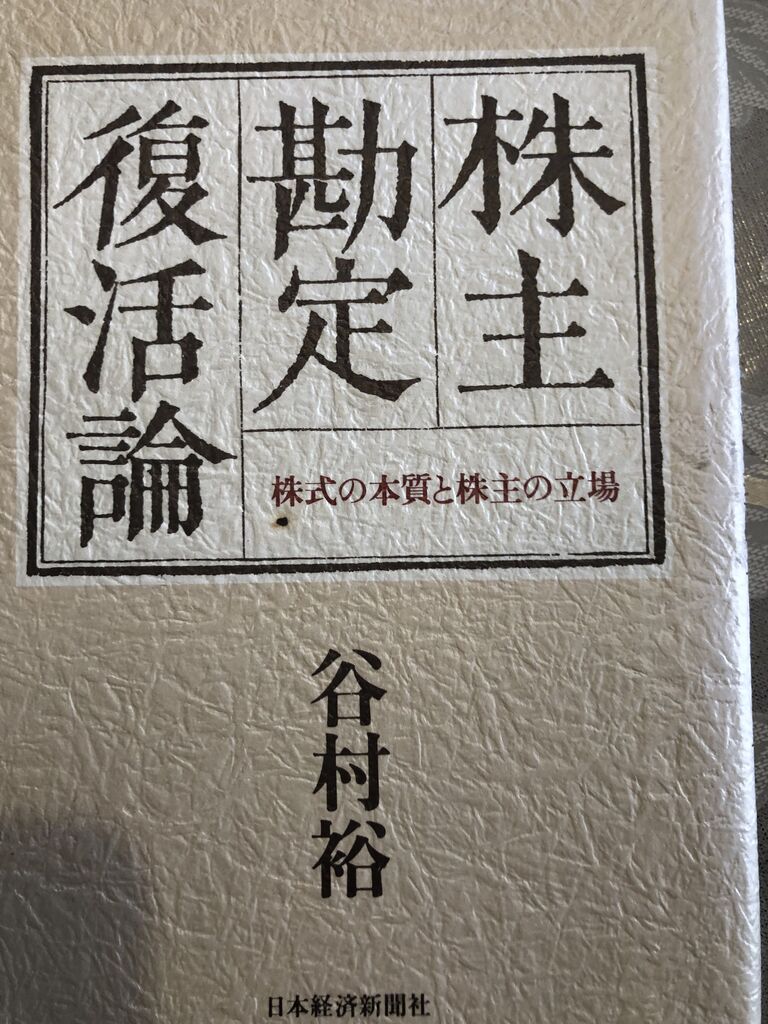 株主
勘定
復活論
株式の本質と株主の立場
谷村裕
日本経済新聞社